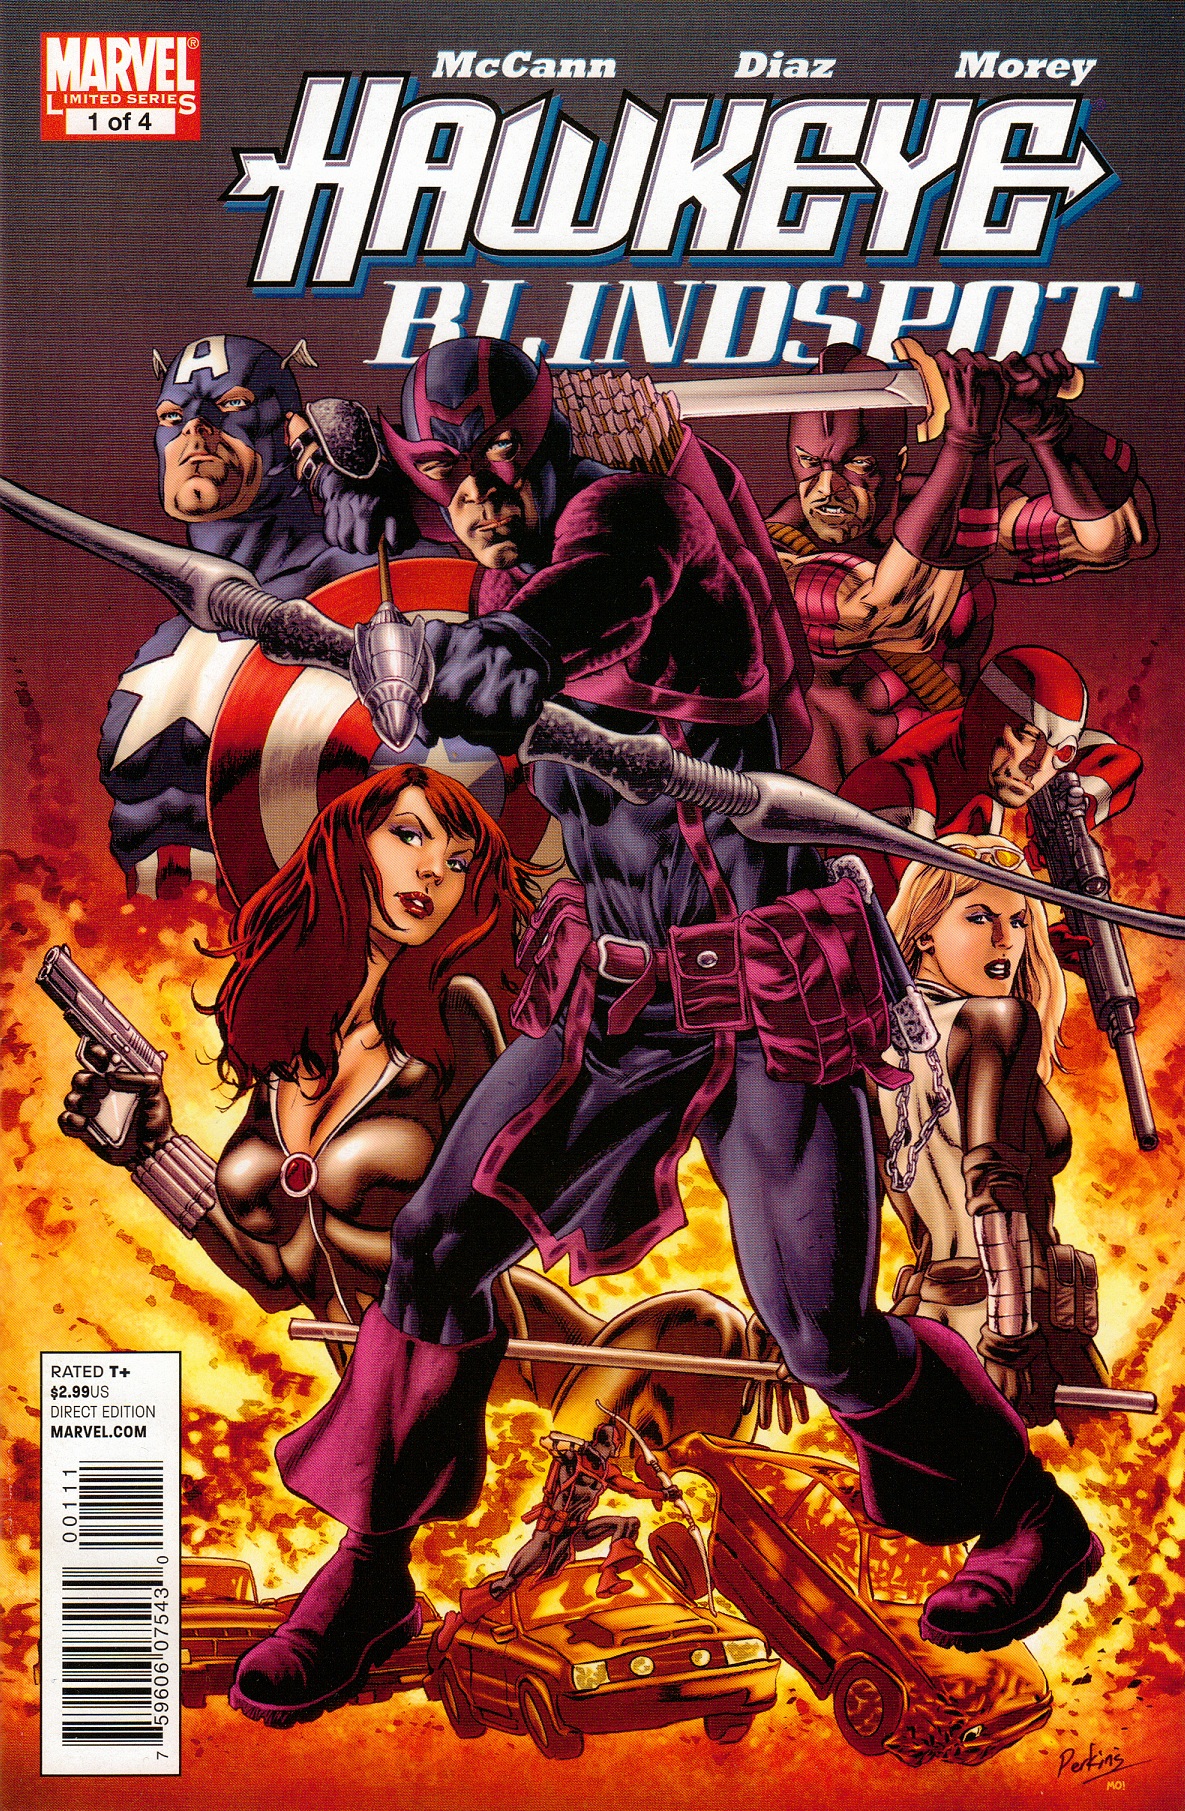 MARVEL®
LIMITED SERIES
1 of 4
McCann Diaz Morey
HAWKEYE
BLINDSPOT
A
RATED T+
$2.99US
DIRECT EDITION
MARVEL.COM
00111
7 59606 07543 0
Perkins
MO!